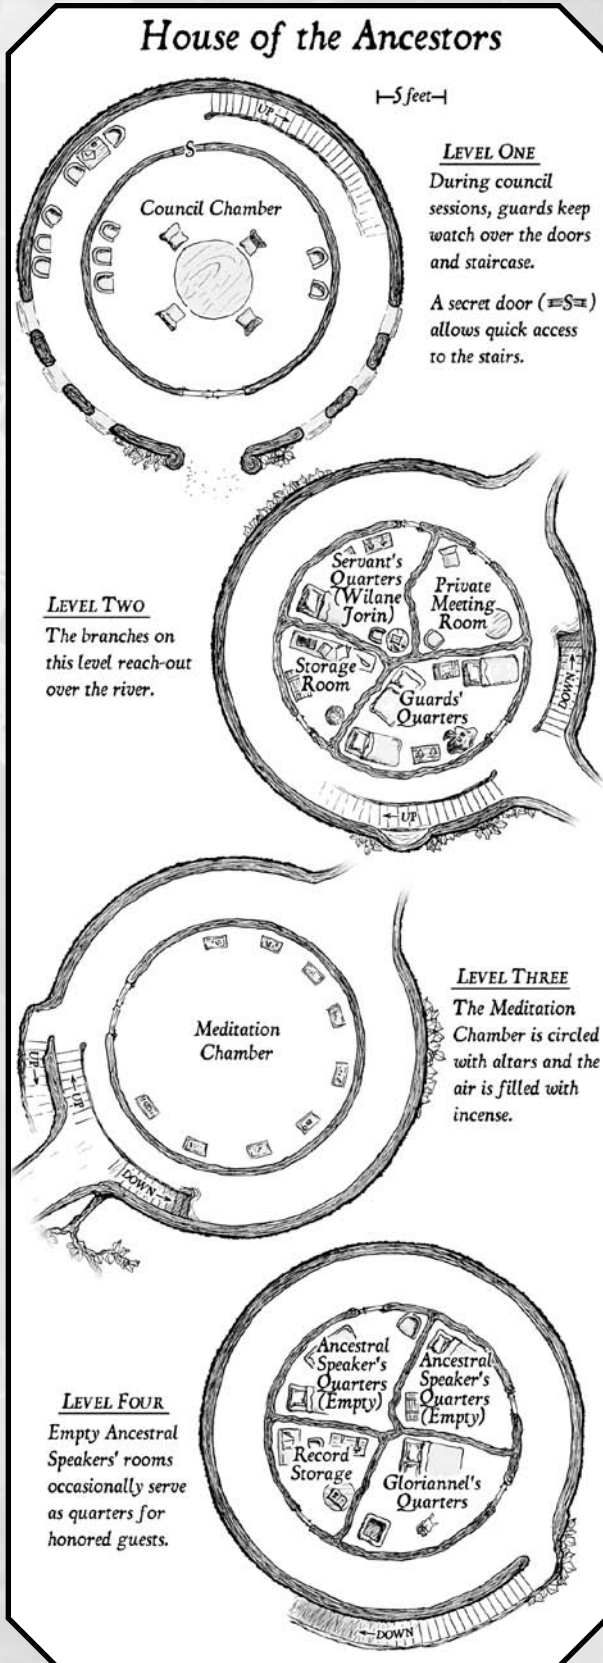 House of the Ancestors
5 feet
UP
S
Council Chamber
LEVEL ONE
During council
sessions, guards keep
watch over the doors
and staircase.
A secret door (=S=)
allows quick access
to the stairs.
LEVEL TWO
The branches on
this level reach-out
over the river.
Servant's
Quarters
(Wilane
Jorin)
Private
Meeting
Room
Storage
Room
Guards'
Quarters
DOWN
UP
Meditation
Chamber
UP
UP
DOWN
LEVEL THREE
The Meditation
Chamber is circled
with altars and the
air is filled with
incense.
LEVEL FOUR
Empty Ancestral
Speakers' rooms
occasionally serve
as quarters for
honored guests.
Ancestral
Speaker's
Quarters
(Empty)
Ancestral
Speaker's
Quarters
(Empty)
Record
Storage
Gloriannel's
Quarters
DOWN